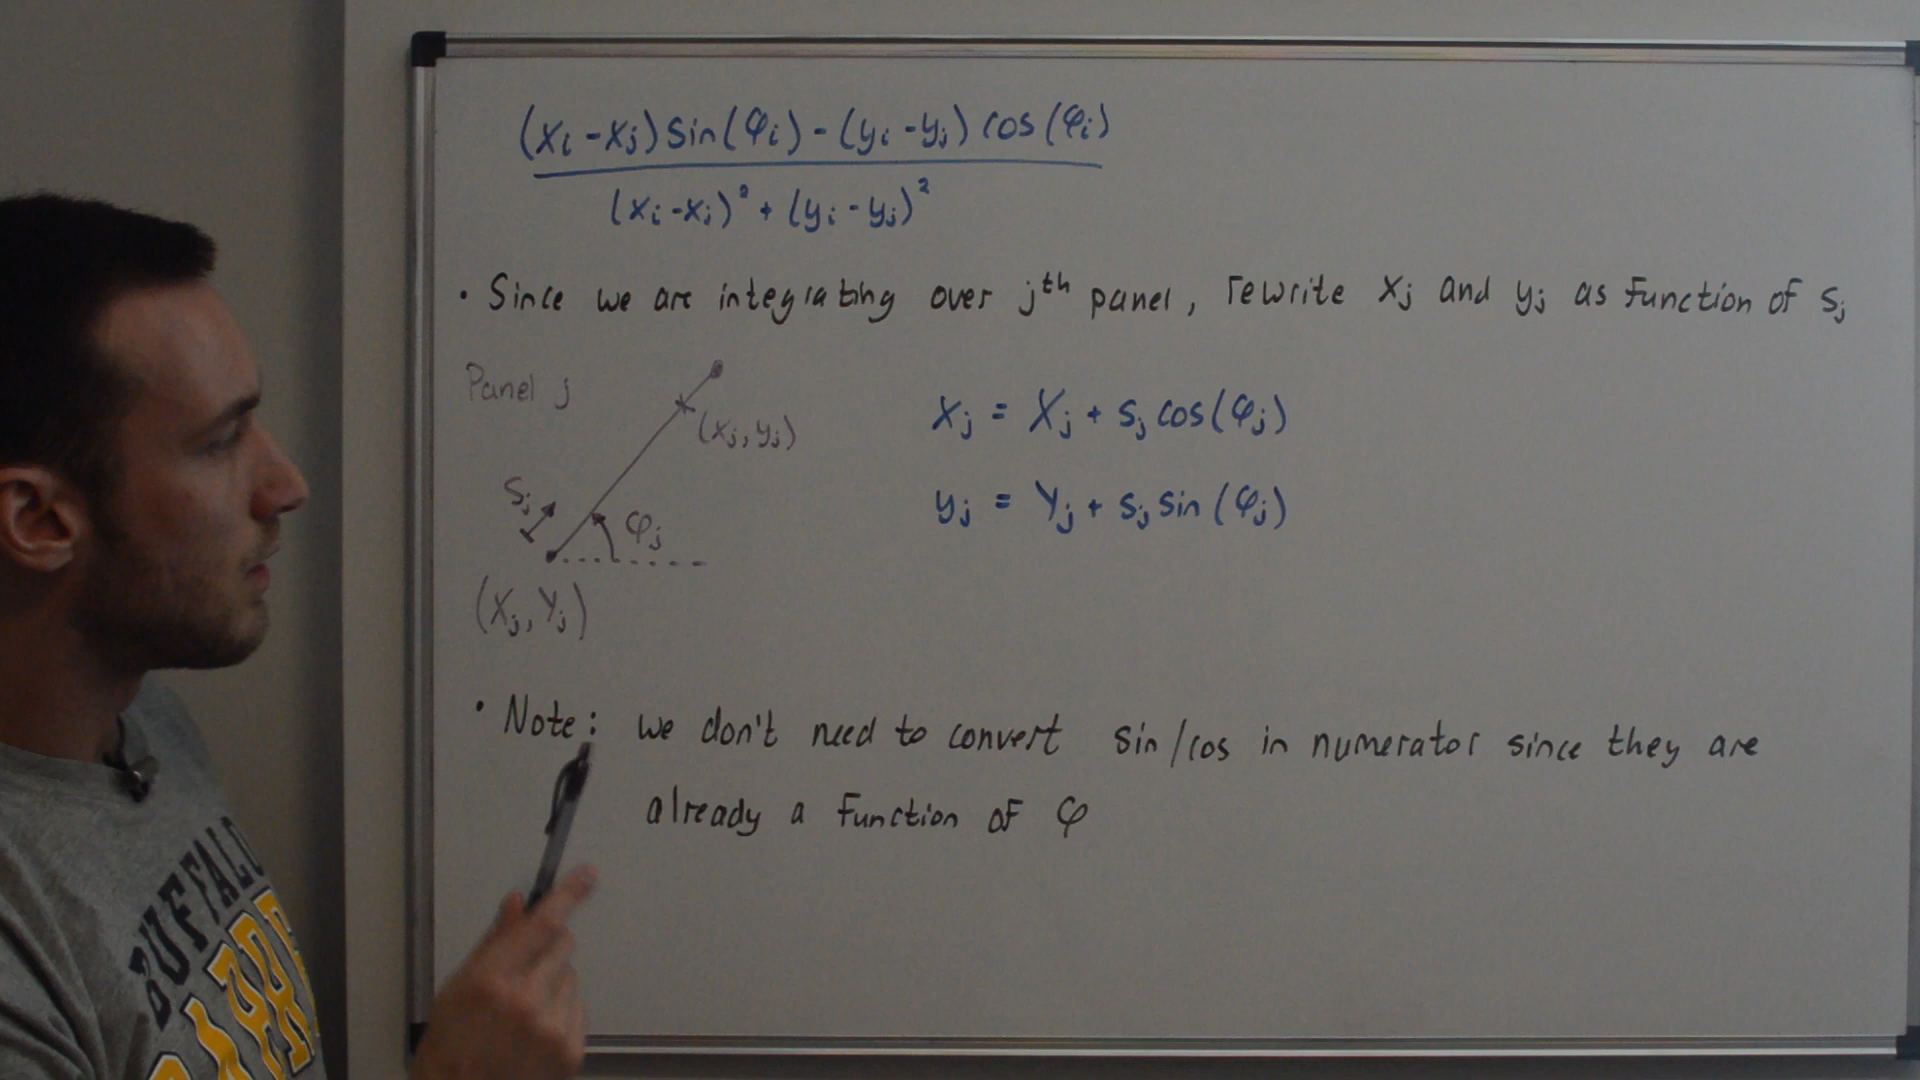 (xi - xj) sin(φi) - (yi - yj) cos(φi)
(xi - xj)² + (yi - yj)²
• Since we are integrating over jth panel, rewrite xj and yj as function of sj
Panel j
(xj, yj)
xj = Xj + sj cos(φj)
yj = Yj + sj sin(φj)
sj
φj
(Xj, Yj)
• Note: we don't need to convert sin/cos in numerator since they are
already a function of φ
BUFFALO